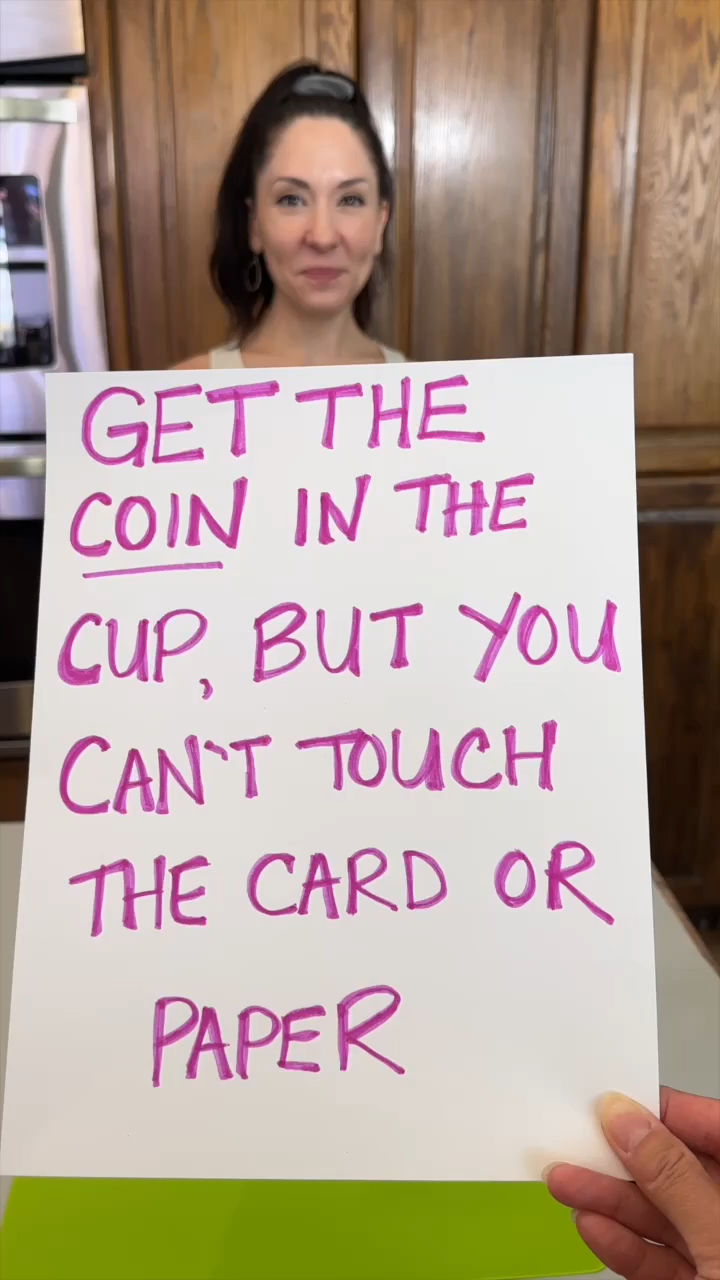 GET THE
COIN IN THE
CUP, BUT YOU
CAN'T TOUCH
THE CARD OR
PAPER